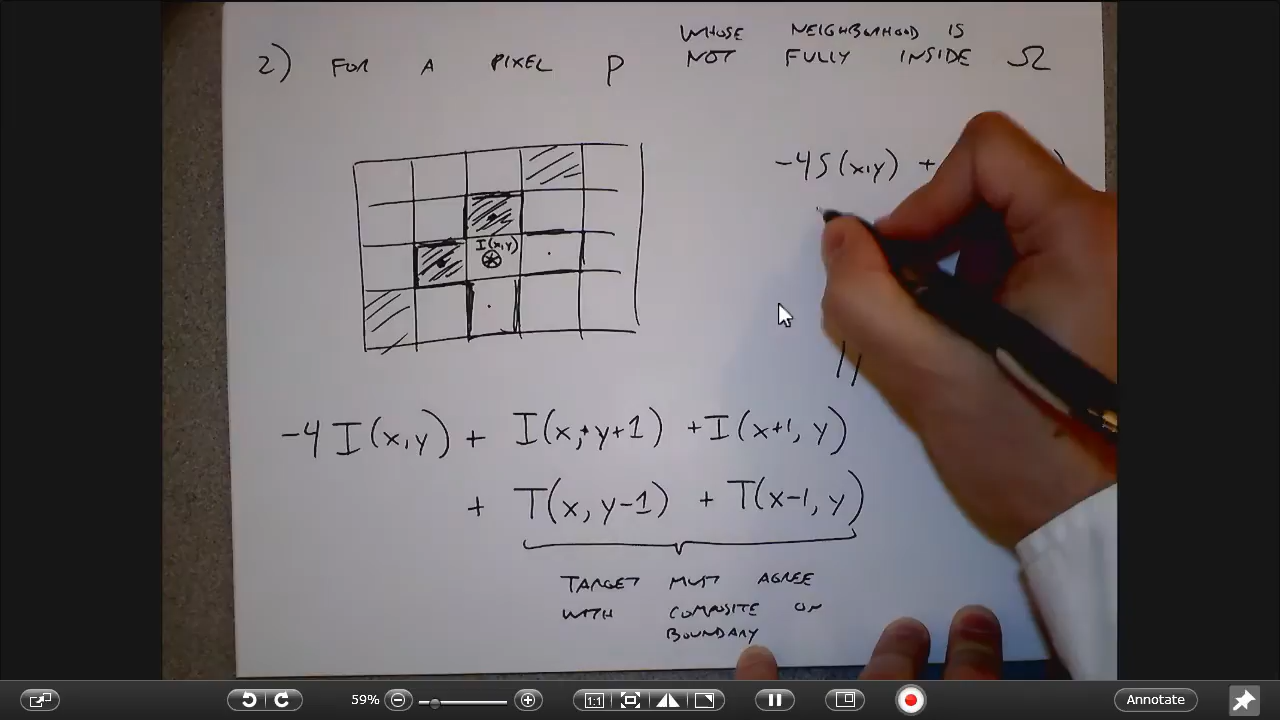 WHOSE NEIGHBORHOOD IS
2) FOR A PIXEL p NOT FULLY INSIDE Ω
-4S(x,y) +
I(x,y)
-4I(x,y) + I(x,+y+1) +I(x+1, y)
+ T(x, y-1) + T(x-1, y)
TARGET MUST AGREE
WITH COMPOSITE ON
BOUNDARY
59%
1:1
Annotate